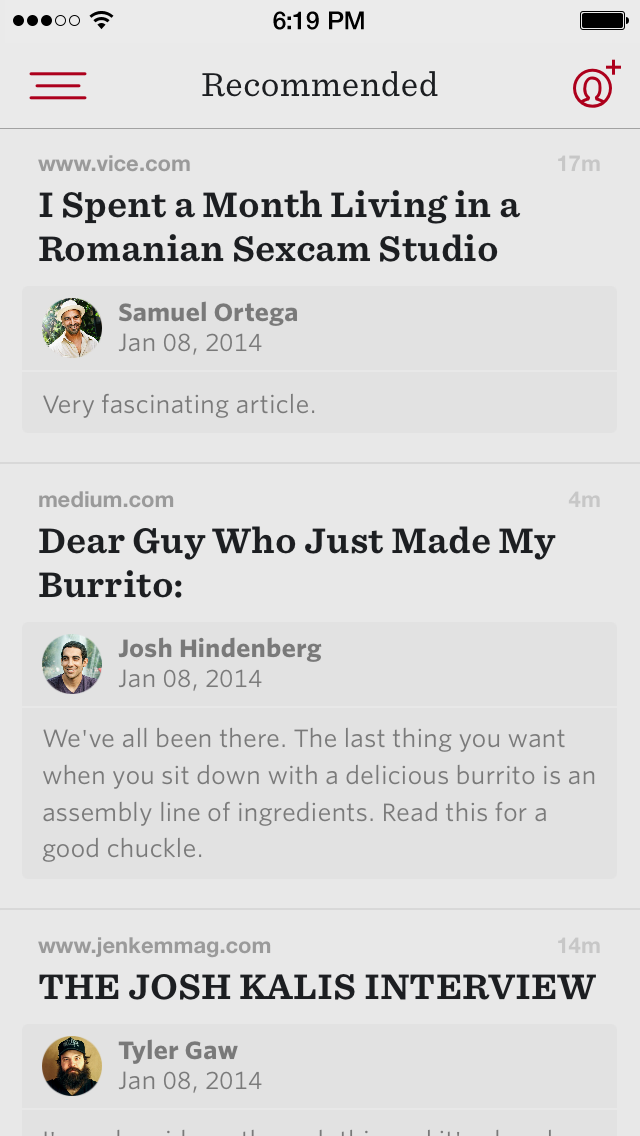 6:19 PM
Recommended
www.vice.com 17m
I Spent a Month Living in a
Romanian Sexcam Studio
Samuel Ortega
Jan 08, 2014
Very fascinating article.
medium.com 4m
Dear Guy Who Just Made My
Burrito:
Josh Hindenberg
Jan 08, 2014
We've all been there. The last thing you want
when you sit down with a delicious burrito is an
assembly line of ingredients. Read this for a
good chuckle.
www.jenkemmag.com 14m
THE JOSH KALIS INTERVIEW
Tyler Gaw
Jan 08, 2014